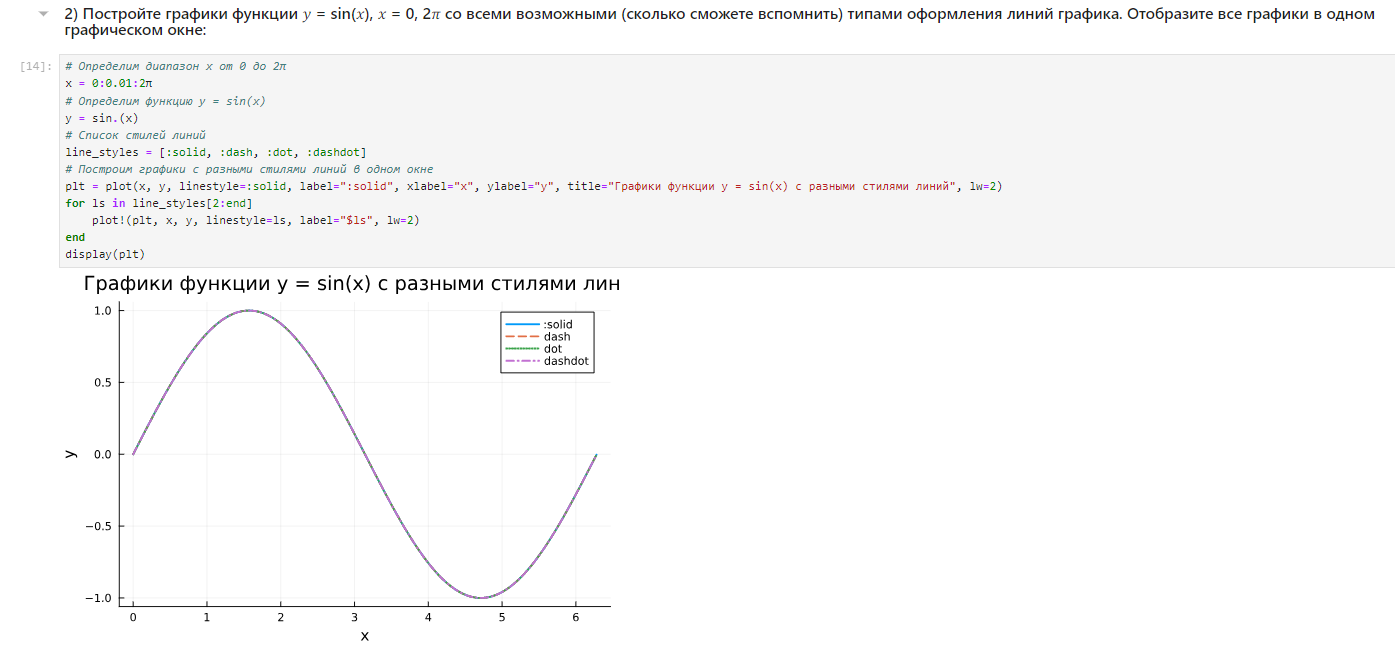 2) Постройте графики функции y = sin(x), x = 0, 2π со всеми возможными (сколько сможете вспомнить) типами оформления линий графика. Отобразите все графики в одном
графическом окне:
[14]:
# Определим диапазон x от 0 до 2π
x = 0:0.01:2π
# Определим функцию y = sin(x)
y = sin.(x)
# Список стилей линий
line_styles = [:solid, :dash, :dot, :dashdot]
# Построим графики с разными стилями линий в одном окне
plt = plot(x, y, linestyle=:solid, label=":solid", xlabel="x", ylabel="y", title="Графики функции y = sin(x) с разными стилями линий", lw=2)
for ls in line_styles[2:end]
    plot!(plt, x, y, linestyle=ls, label="$ls", lw=2)
end
display(plt)
Графики функции y = sin(x) с разными стилями лин
1.0
0.5
0.0
−0.5
−1.0
y
:solid
dash
dot
dashdot
0 1 2 3 4 5 6
x